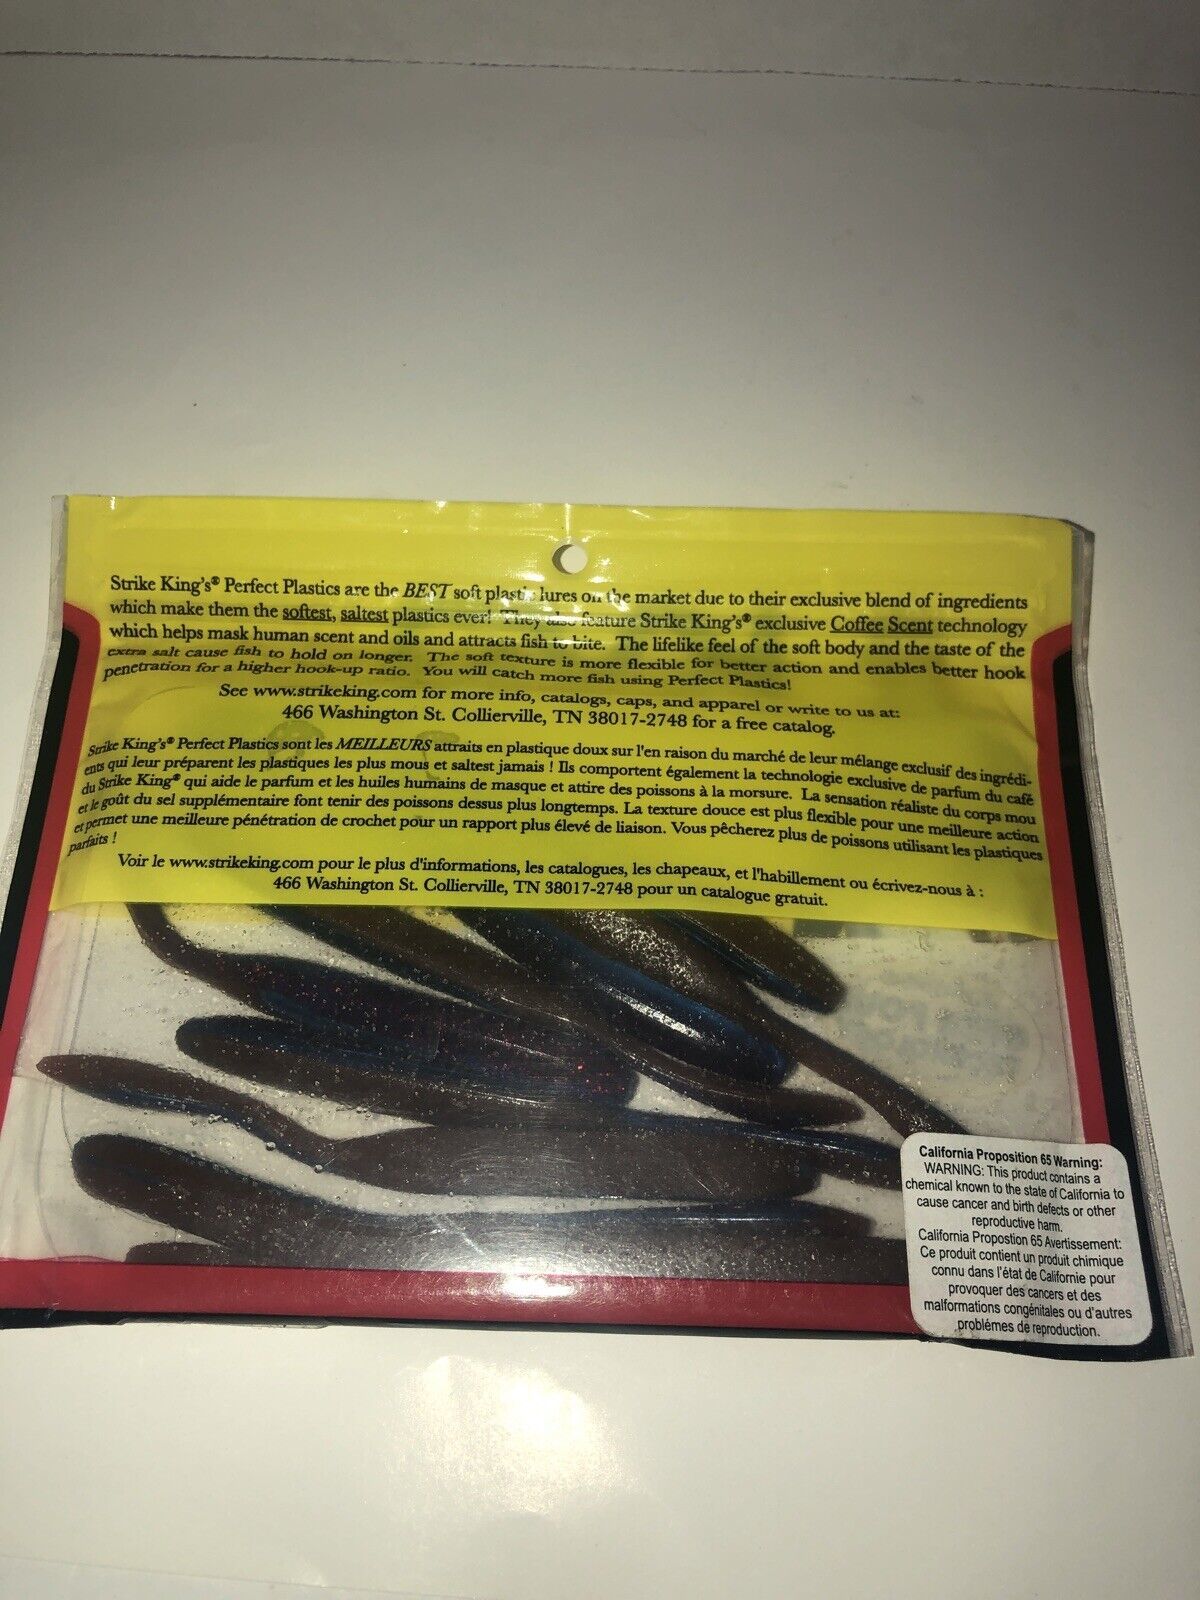 Strike King's® Perfect Plastics are the BEST soft plastic lures on the market due to their exclusive blend of ingredients
which make them the softest, saltest plastics ever! They also feature Strike King's® exclusive Coffee Scent technology
which helps mask human scent and oils and attracts fish to bite. The lifelike feel of the soft body and the taste of the
extra salt cause fish to hold on longer. The soft texture is more flexible for better action and enables better hook
penetration for a higher hook-up ratio. You will catch more fish using Perfect Plastics!
See www.strikeking.com for more info, catalogs, caps, and apparel or write to us at:
466 Washington St. Collierville, TN 38017-2748 for a free catalog.
Strike King's® Perfect Plastics sont les MEILLEURS attraits en plastique doux sur l'en raison du marché de leur mélange exclusif des ingrédi-
ents qui leur préparent les plastiques les plus mous et saltest jamais ! Ils comportent également la technologie exclusive de parfum du café
du Strike King® qui aide le parfum et les huiles humains de masque et attire des poissons à la morsure. La sensation réaliste du corps mou
et le goût du sel supplémentaire font tenir des poissons dessus plus longtemps. La texture douce est plus flexible pour une meilleure action
et permet une meilleure pénétration de crochet pour un rapport plus élevé de liaison. Vous pêcherez plus de poissons utilisant les plastiques
parfaits !
Voir le www.strikeking.com pour le plus d'informations, les catalogues, les chapeaux, et l'habillement ou écrivez-nous à :
466 Washington St. Collierville, TN 38017-2748 pour un catalogue gratuit.
California Proposition 65 Warning:
WARNING: This product contains a
chemical known to the state of California to
cause cancer and birth defects or other
reproductive harm.
California Propostion 65 Avertissement:
Ce produit contient un produit chimique
connu dans l'état de Californie pour
provoquer des cancers et des
malformations congénitales ou d'autres
problèmes de reproduction.